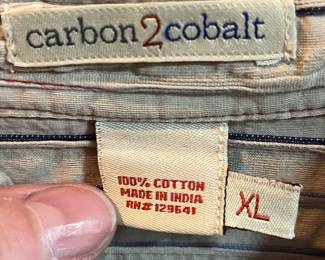 carbon2cobalt
100% COTTON
MADE IN INDIA
RN# 129641
XL